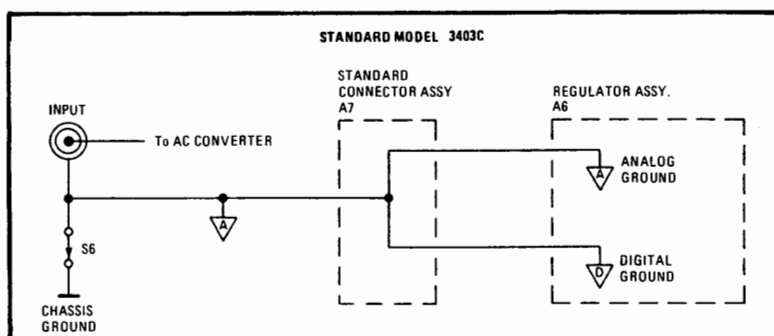 STANDARD MODEL 3403C
STANDARD
CONNECTOR ASSY
A7
REGULATOR ASSY.
A6
INPUT
To AC CONVERTER
A
ANALOG
GROUND
A
S6
D
DIGITAL
GROUND
CHASSIS
GROUND